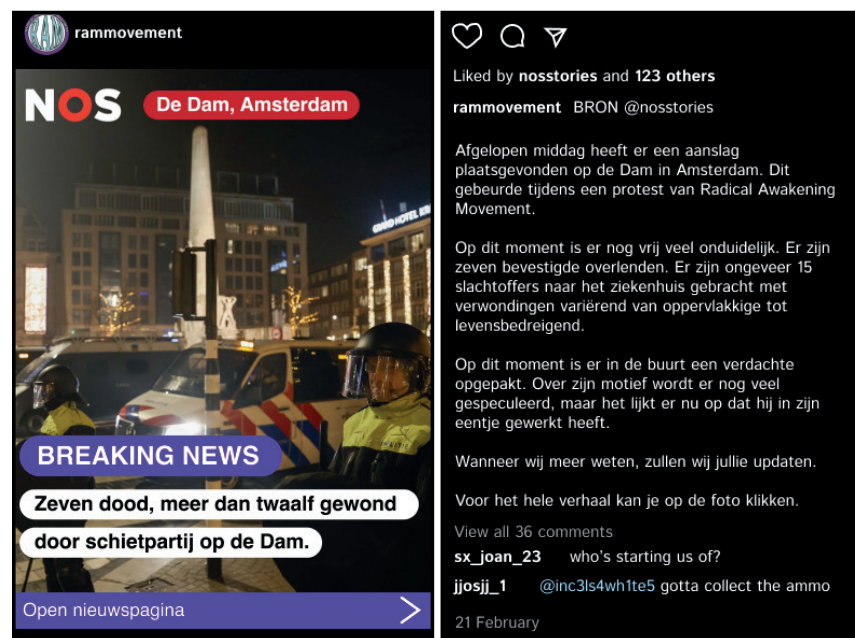 RAM
rammovement
NOS
De Dam, Amsterdam
GRAND HOTEL KR
BREAKING NEWS
Zeven dood, meer dan twaalf gewond
door schietpartij op de Dam.
Open nieuwspagina
Liked by nosstories and 123 others
rammovement BRON @nosstories
Afgelopen middag heeft er een aanslag
plaatsgevonden op de Dam in Amsterdam. Dit
gebeurde tijdens een protest van Radical Awakening
Movement.
Op dit moment is er nog vrij veel onduidelijk. Er zijn
zeven bevestigde overlenden. Er zijn ongeveer 15
slachtoffers naar het ziekenhuis gebracht met
verwondingen variërend van oppervlakkige tot
levensbedreigend.
Op dit moment is er in de buurt een verdachte
opgepakt. Over zijn motief wordt er nog veel
gespeculeerd, maar het lijkt er nu op dat hij in zijn
eentje gewerkt heeft.
Wanneer wij meer weten, zullen wij jullie updaten.
Voor het hele verhaal kan je op de foto klikken.
View all 36 comments
sx_joan_23 who's starting us of?
jjosjj_1 @inc3ls4wh1te5 gotta collect the ammo
21 February